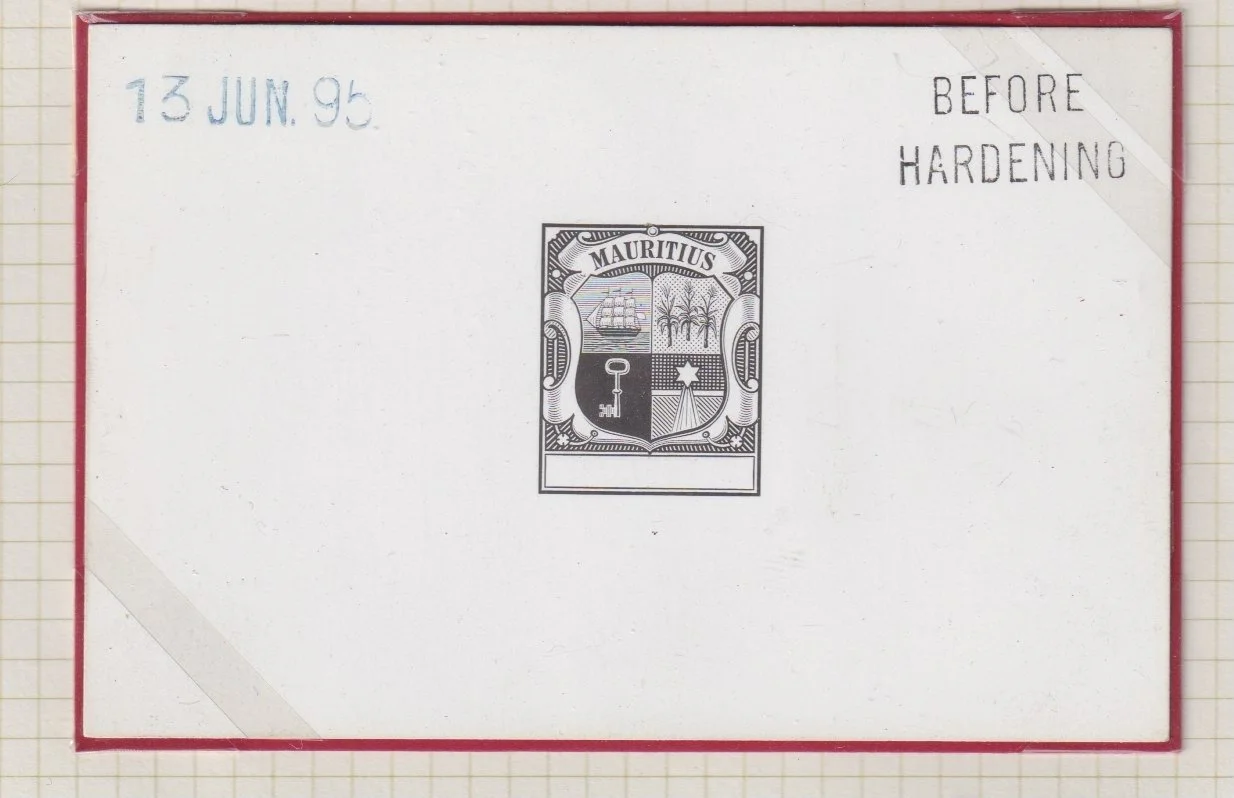 13 JUN. 95.
BEFORE
HARDENING
MAURITIUS